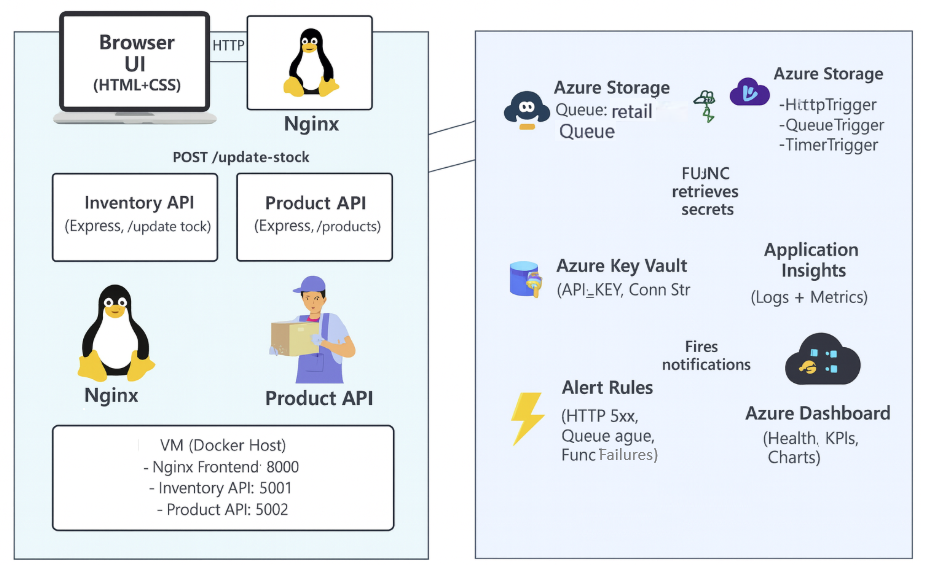 Browser
UI
(HTML+CSS)
HTTP
Nginx
POST /update-stock
Inventory API
(Express, /update tock)
Product API
(Express, /products)
Nginx
Product API
VM (Docker Host)
- Nginx Frontend: 8000
- Inventory API: 5001
- Product API: 5002
Azure Storage
Queue: retail
Queue
Azure Storage
-HttpTrigger
-QueueTrigger
-TimerTrigger
retrieves
secrets
Azure Key Vault
(API_KEY, Conn Str
Application
Insights
(Logs + Metrics)
Fires
notifications
Alert Rules
(HTTP 5xx,
Queue ague,
Func Failures)
Azure Dashboard
(Health, KPIs,
Charts)